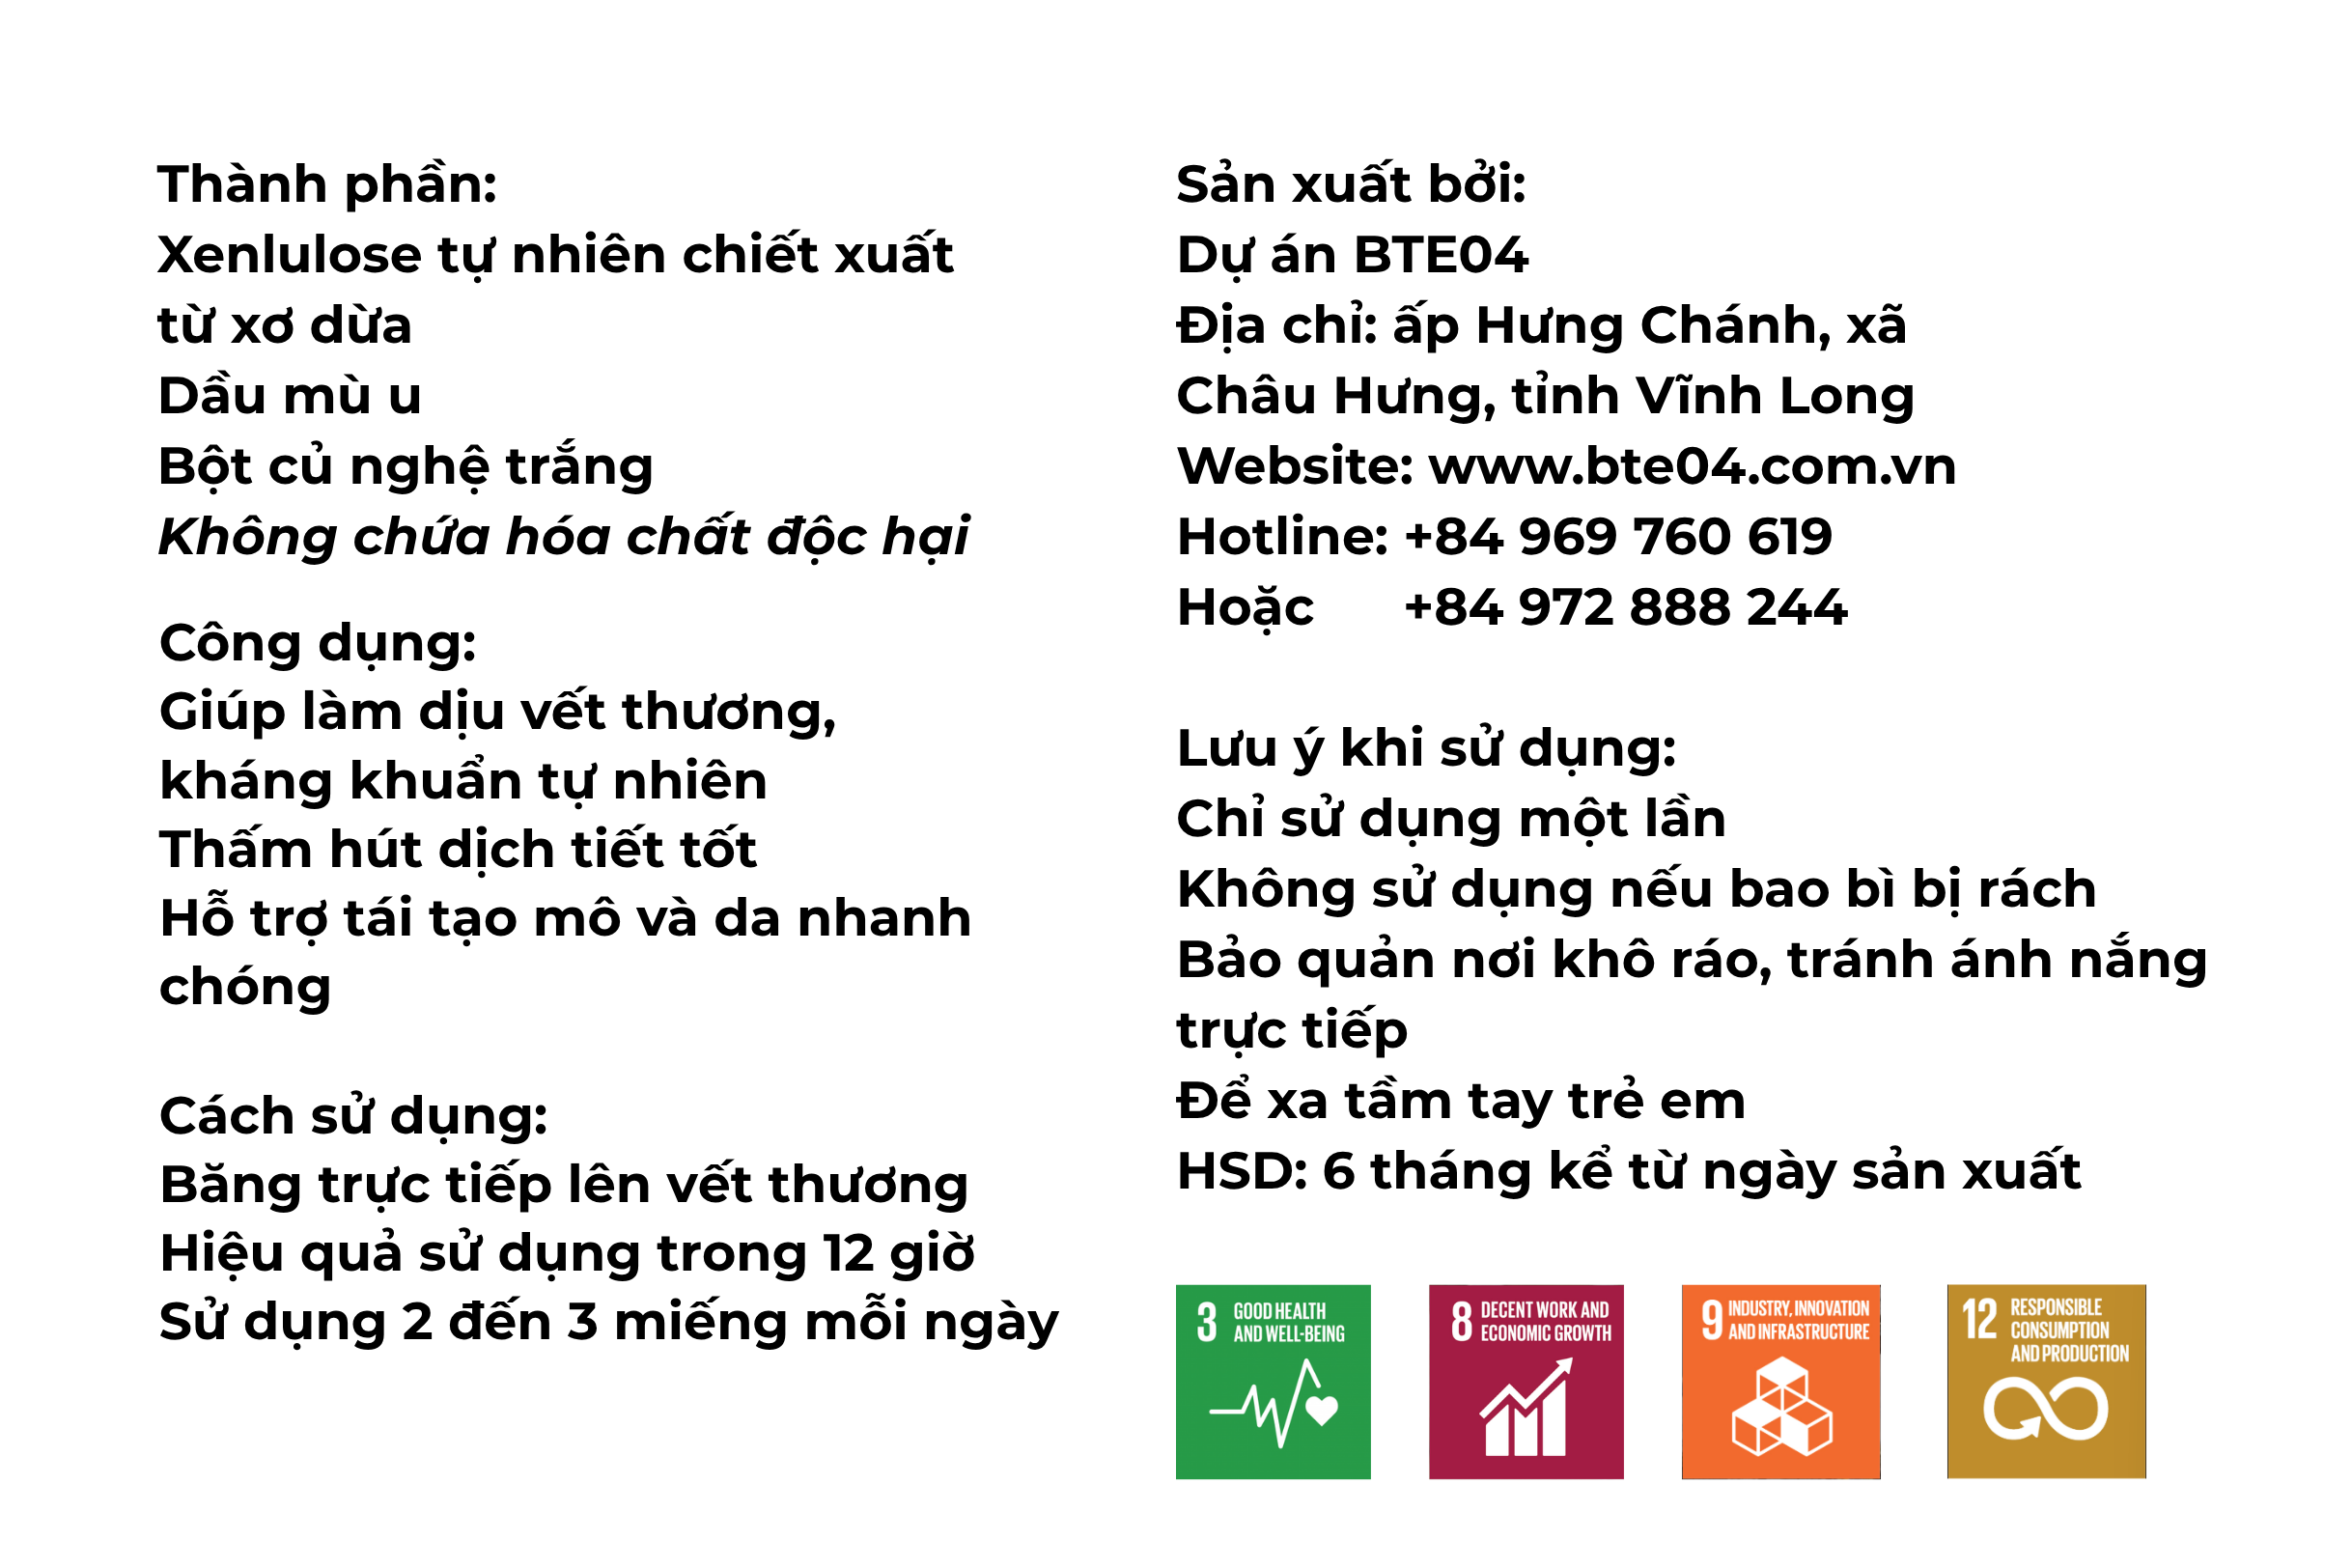 Thành phần:
Xenlulose tự nhiên chiết xuất
từ xơ dừa
Dầu mù u
Bột củ nghệ trắng
Không chứa hóa chất độc hại
Công dụng:
Giúp làm dịu vết thương,
kháng khuẩn tự nhiên
Thấm hút dịch tiết tốt
Hỗ trợ tái tạo mô và da nhanh
chóng
Cách sử dụng:
Băng trực tiếp lên vết thương
Hiệu quả sử dụng trong 12 giờ
Sử dụng 2 đến 3 miếng mỗi ngày
Sản xuất bởi:
Dự án BTE04
Địa chỉ: ấp Hưng Chánh, xã
Châu Hưng, tỉnh Vĩnh Long
Website: www.bte04.com.vn
Hotline: +84 969 760 619
Hoặc +84 972 888 244
Lưu ý khi sử dụng:
Chỉ sử dụng một lần
Không sử dụng nếu bao bì bị rách
Bảo quản nơi khô ráo, tránh ánh nắng
trực tiếp
Để xa tầm tay trẻ em
HSD: 6 tháng kể từ ngày sản xuất
3 GOOD HEALTH
AND WELL-BEING
8 DECENT WORK AND
ECONOMIC GROWTH
9 INDUSTRY, INNOVATION
AND INFRASTRUCTURE
12 RESPONSIBLE
CONSUMPTION
AND PRODUCTION